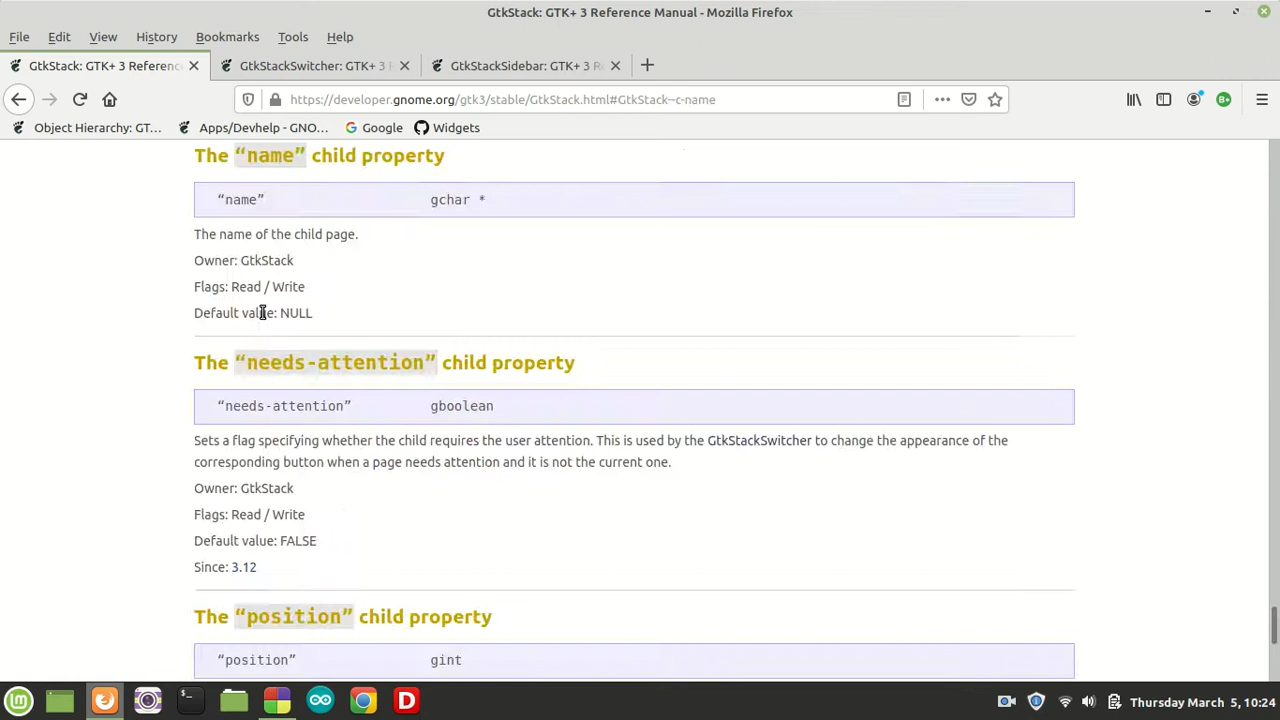 GtkStack: GTK+ 3 Reference Manual - Mozilla Firefox
File Edit View History Bookmarks Tools Help
GtkStack: GTK+ 3 Reference GtkStackSwitcher: GTK+ 3 GtkStackSidebar: GTK+ 3
https://developer.gnome.org/gtk3/stable/GtkStack.html#GtkStack--c-name
Object Hierarchy: GT... Apps/Devhelp - GNO... Google Widgets
The “name” child property
“name” gchar *
The name of the child page.
Owner: GtkStack
Flags: Read / Write
Default value: NULL
The “needs-attention” child property
“needs-attention” gboolean
Sets a flag specifying whether the child requires the user attention. This is used by the GtkStackSwitcher to change the appearance of the
corresponding button when a page needs attention and it is not the current one.
Owner: GtkStack
Flags: Read / Write
Default value: FALSE
Since: 3.12
The “position” child property
“position” gint
Thursday March 5, 10:24